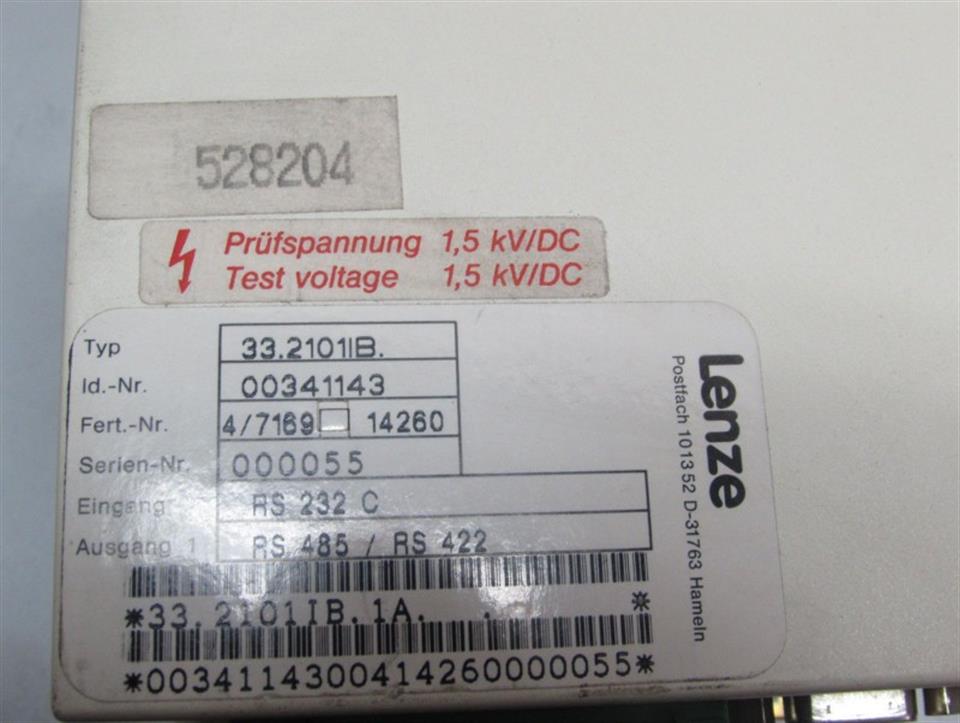 528204
Prüfspannung 1,5 kV/DC
Test voltage 1,5 kV/DC
Typ 33.2101IB.
Id.-Nr. 00341143
Fert.-Nr. 4/7169 14260
Serien-Nr. 000055
Eingang RS 232 C
Ausgang 1 RS 485 / RS 422
*33.2101IB.1A. . *
*0034114300414260000055*
Lenze
Postfach 101352 D-31763 Hameln